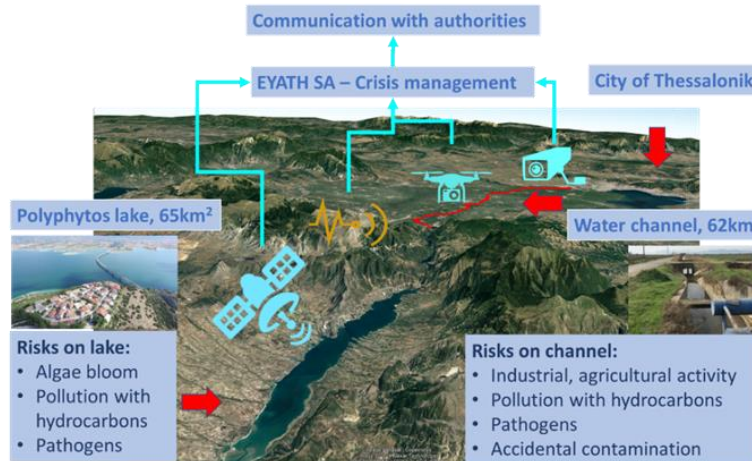 Communication with authorities
EYATH SA – Crisis management
City of Thessalonik
Polyphytos lake, 65km²
Water channel, 62km
Risks on lake:
• Algae bloom
• Pollution with
hydrocarbons
• Pathogens
Risks on channel:
• Industrial, agricultural activity
• Pollution with hydrocarbons
• Pathogens
• Accidental contamination